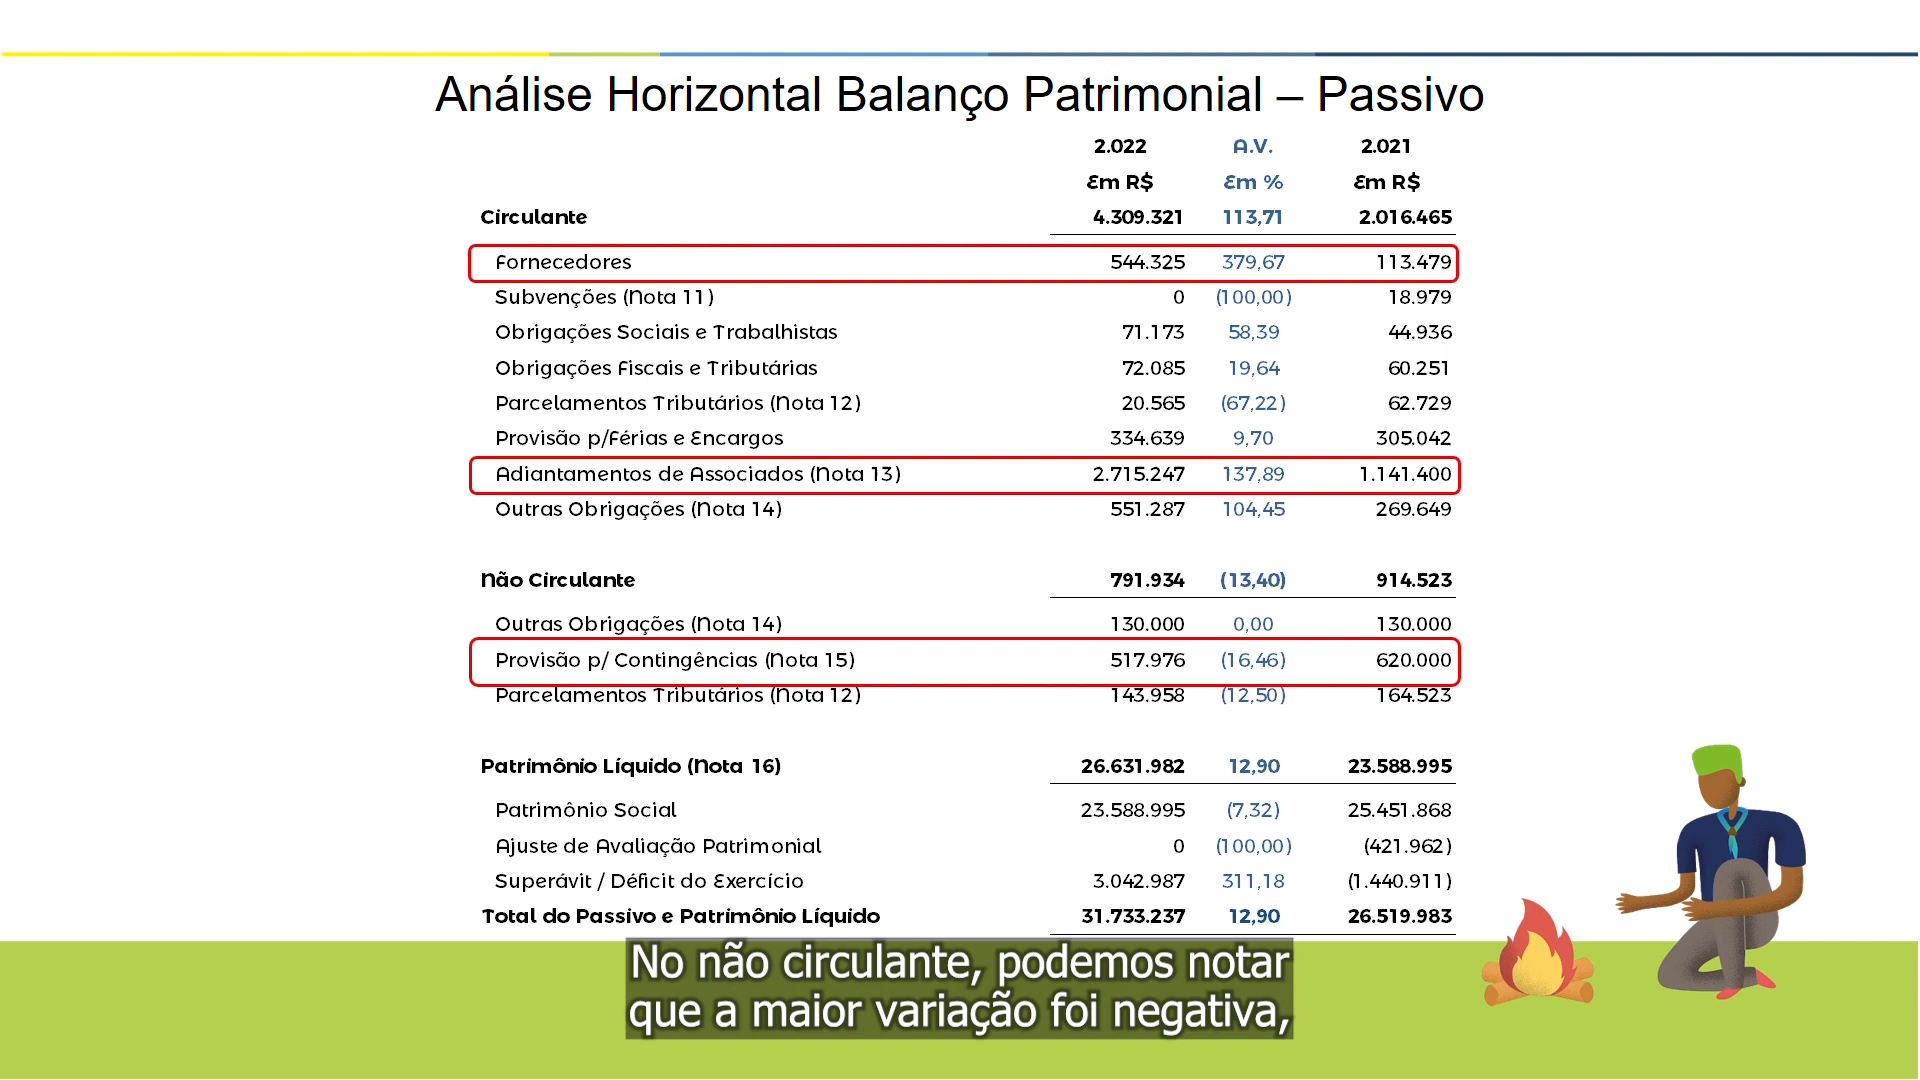 Análise Horizontal Balanço Patrimonial – Passivo
2.022 A.V. 2.021
Em R$ Em % Em R$
Circulante 4.309.321 113,71 2.016.465
Fornecedores 544.325 379,67 113.479
Subvenções (Nota 11) 0 (100,00) 18.979
Obrigações Sociais e Trabalhistas 71.173 58,39 44.936
Obrigações Fiscais e Tributárias 72.085 19,64 60.251
Parcelamentos Tributários (Nota 12) 20.565 (67,22) 62.729
Provisão p/Férias e Encargos 334.639 9,70 305.042
Adiantamentos de Associados (Nota 13) 2.715.247 137,89 1.141.400
Outras Obrigações (Nota 14) 551.287 104,45 269.649
Não Circulante 791.934 (13,40) 914.523
Outras Obrigações (Nota 14) 130.000 0,00 130.000
Provisão p/ Contingências (Nota 15) 517.976 (16,46) 620.000
Parcelamentos Tributários (Nota 12) 143.958 (12,50) 164.523
Patrimônio Líquido (Nota 16) 26.631.982 12,90 23.588.995
Patrimônio Social 23.588.995 (7,32) 25.451.868
Ajuste de Avaliação Patrimonial 0 (100,00) (421.962)
Superávit / Déficit do Exercício 3.042.987 311,18 (1.440.911)
Total do Passivo e Patrimônio Líquido 31.733.237 12,90 26.519.983
No não circulante, podemos notar
que a maior variação foi negativa,